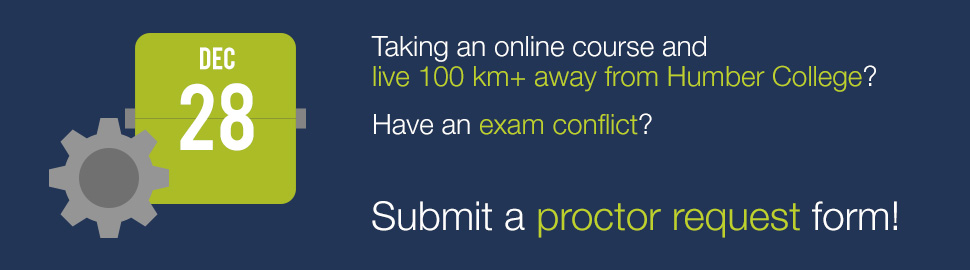 DEC
28
Taking an online course and
live 100 km+ away from Humber College?
Have an exam conflict?
Submit a proctor request form!